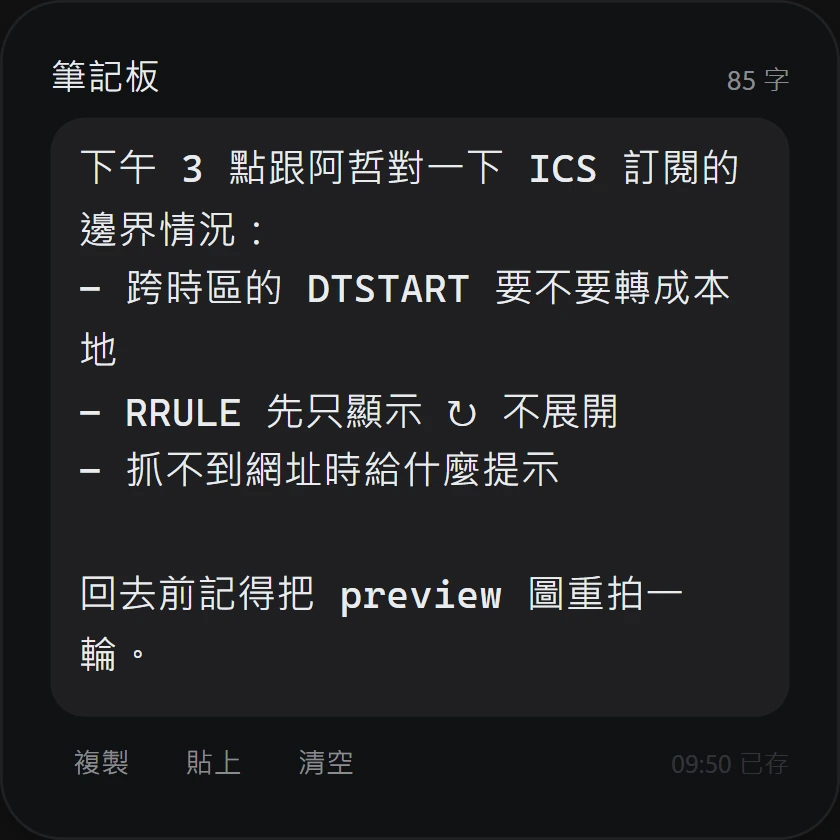 筆記板
85 字
下午 3 點跟阿哲對一下 ICS 訂閱的
邊界情況：
- 跨時區的 DTSTART 要不要轉成本
地
- RRULE 先只顯示 ↻ 不展開
- 抓不到網址時給什麼提示
回去前記得把 preview 圖重拍一
輪。
複製 貼上 清空
09:50 已存